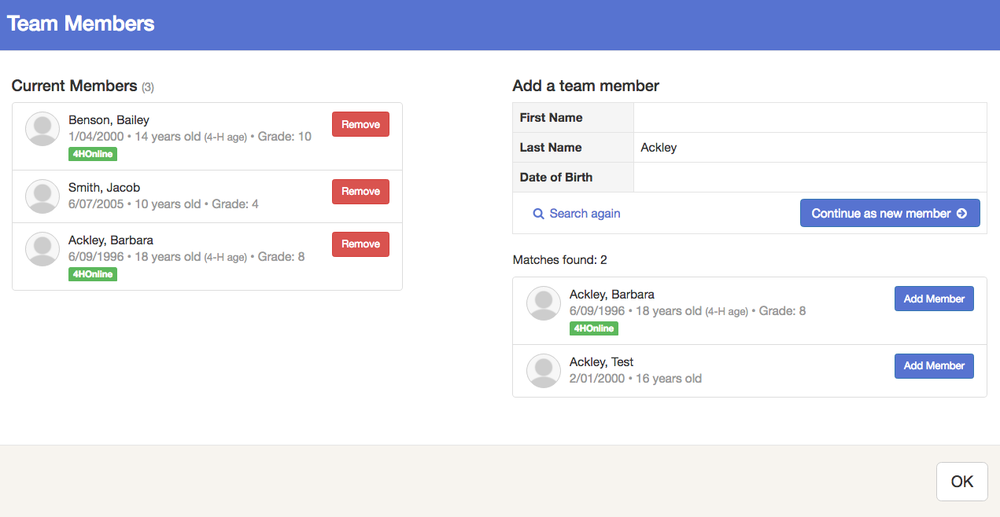 Team Members
Current Members (3)
Benson, Bailey
1/04/2000 • 14 years old (4-H age) • Grade: 10
4HOnline
Remove
Smith, Jacob
6/07/2005 • 10 years old • Grade: 4
Remove
Ackley, Barbara
6/09/1996 • 18 years old (4-H age) • Grade: 8
4HOnline
Remove
Add a team member
First Name
Last Name Ackley
Date of Birth
Search again
Continue as new member
Matches found: 2
Ackley, Barbara
6/09/1996 • 18 years old (4-H age) • Grade: 8
4HOnline
Add Member
Ackley, Test
2/01/2000 • 16 years old
Add Member
OK